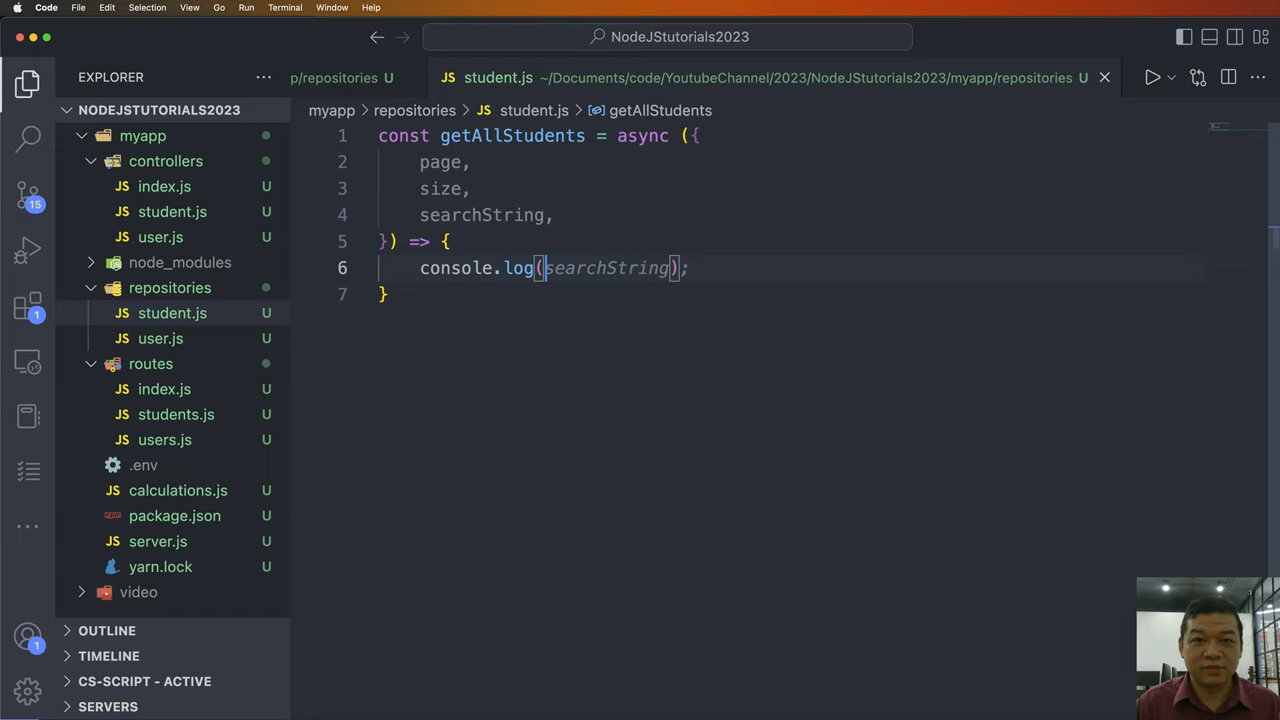 Code File Edit Selection View Go Run Terminal Window Help
NodeJStutorials2023
EXPLORER
p/repositories U
JS student.js ~/Documents/code/YoutubeChannel/2023/NodeJStutorials2023/myapp/repositories U
NODEJSTUTORIALS2023
myapp > repositories > JS student.js > getAllStudents
myapp
controllers
JS index.js U
JS student.js U
JS user.js U
node_modules
repositories
JS student.js U
JS user.js U
routes
JS index.js U
JS students.js U
JS users.js U
.env
JS calculations.js U
package.json U
JS server.js U
yarn.lock U
video
OUTLINE
TIMELINE
CS-SCRIPT - ACTIVE
SERVERS
15
1
1
1 const getAllStudents = async ({
2 page,
3 size,
4 searchString,
5 }) => {
6 console.log(searchString);
7 }